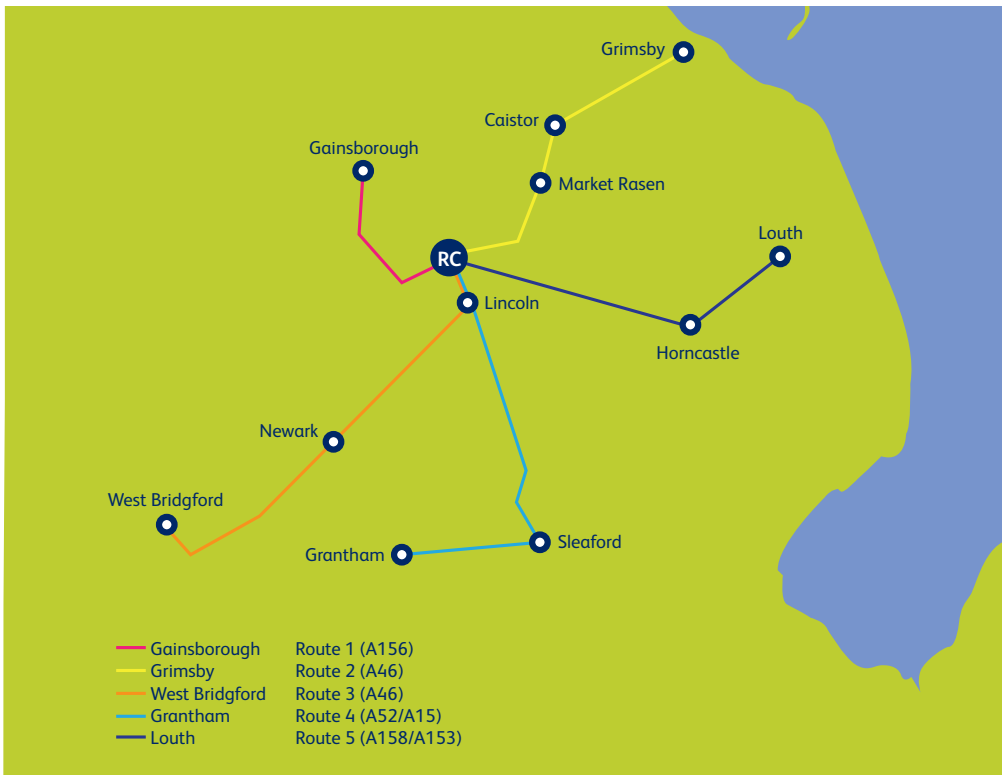 Grimsby
Caistor
Gainsborough
Market Rasen
Louth
RC
Lincoln
Horncastle
Newark
West Bridgford
Sleaford
Grantham
Gainsborough Route 1 (A156)
Grimsby Route 2 (A46)
West Bridgford Route 3 (A46)
Grantham Route 4 (A52/A15)
Louth Route 5 (A158/A153)